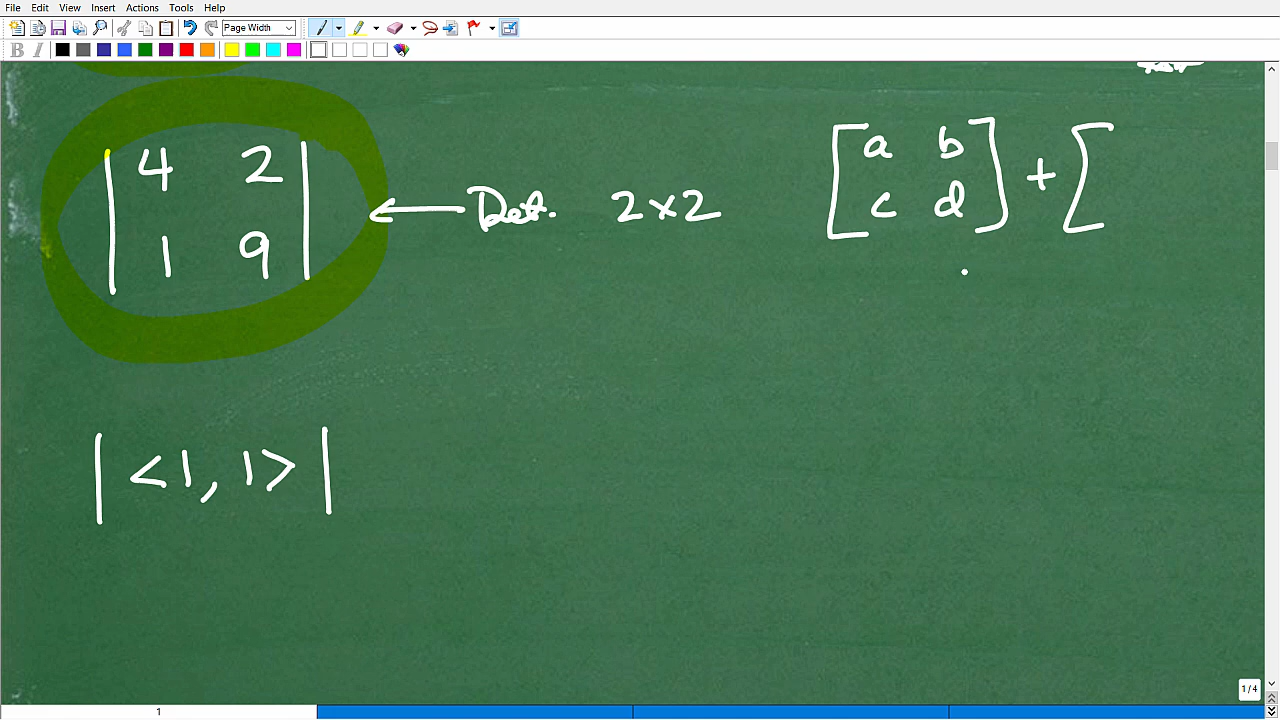 File Edit View Insert Actions Tools Help
Page Width
B I
4 2
1 9
Det. 2×2
[a b
c d] + [
| <1, 1> |
1/4
1